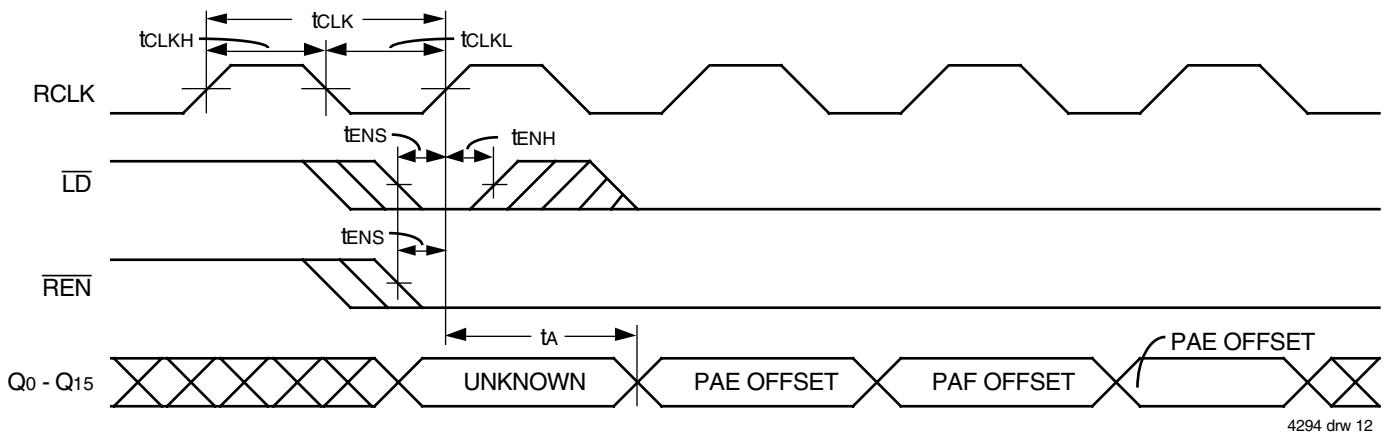 tCLK
tCLKH
tCLKL
RCLK
tENS
tENH
LD
tENS
REN
tA
PAE OFFSET
Q0 - Q15
UNKNOWN
PAE OFFSET
PAF OFFSET
4294 drw 12